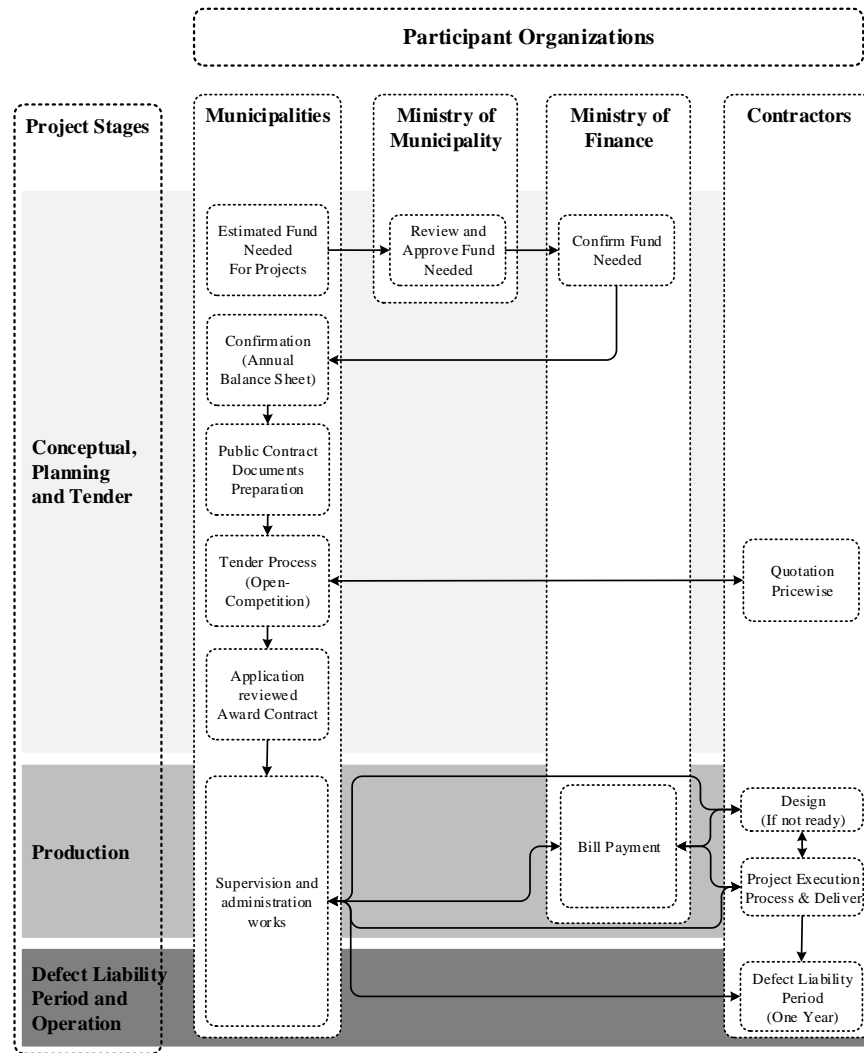 Participant Organizations
Project Stages
Municipalities
Ministry of
Municipality
Ministry of
Finance
Contractors
Conceptual,
Planning
and Tender
Estimated Fund
Needed
For Projects
Review and
Approve Fund
Needed
Confirm Fund
Needed
Confirmation
(Annual
Balance Sheet)
Public Contract
Documents
Preparation
Tender Process
(Open-
Competition)
Quotation
Pricewise
Application
reviewed
Award Contract
Production
Supervision and
administration
works
Bill Payment
Design
(If not ready)
Project Execution
Process & Deliver
Defect Liability
Period and
Operation
Defect Liability
Period
(One Year)